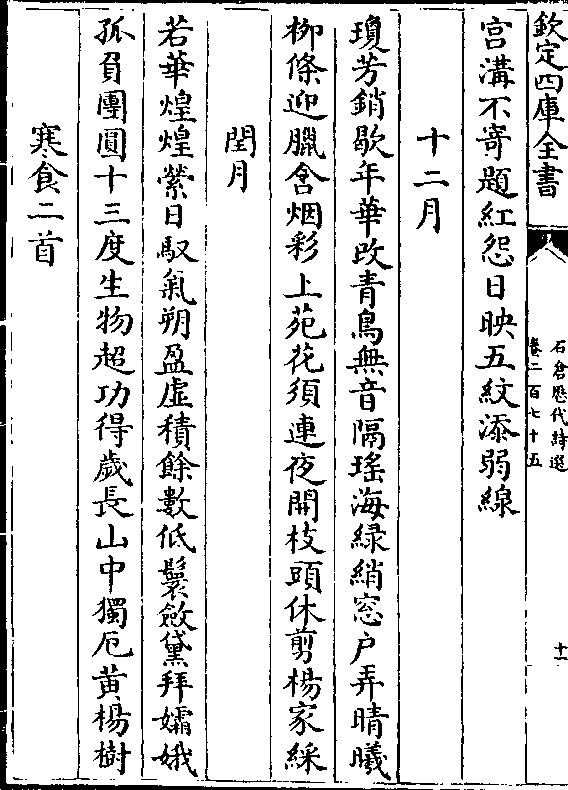 欽定四庫全書
石倉歷代詩選
卷二百七十五
十一
宫溝不寄題紅怨日映五紋添弱線
十二月
瓊芳銷歇年華改青鳥無音隔瑤海緑綃窓户弄晴曦
柳條迎臘含烟彩上苑花須連夜開枝頭休剪楊家綵
閏月
若華煌煌縈日馭氣朔盈虚積餘數低鬟斂黛拜孀娥
孤負團圓十三度生物超功得歲長山中獨厄黄楊樹
寒食二首